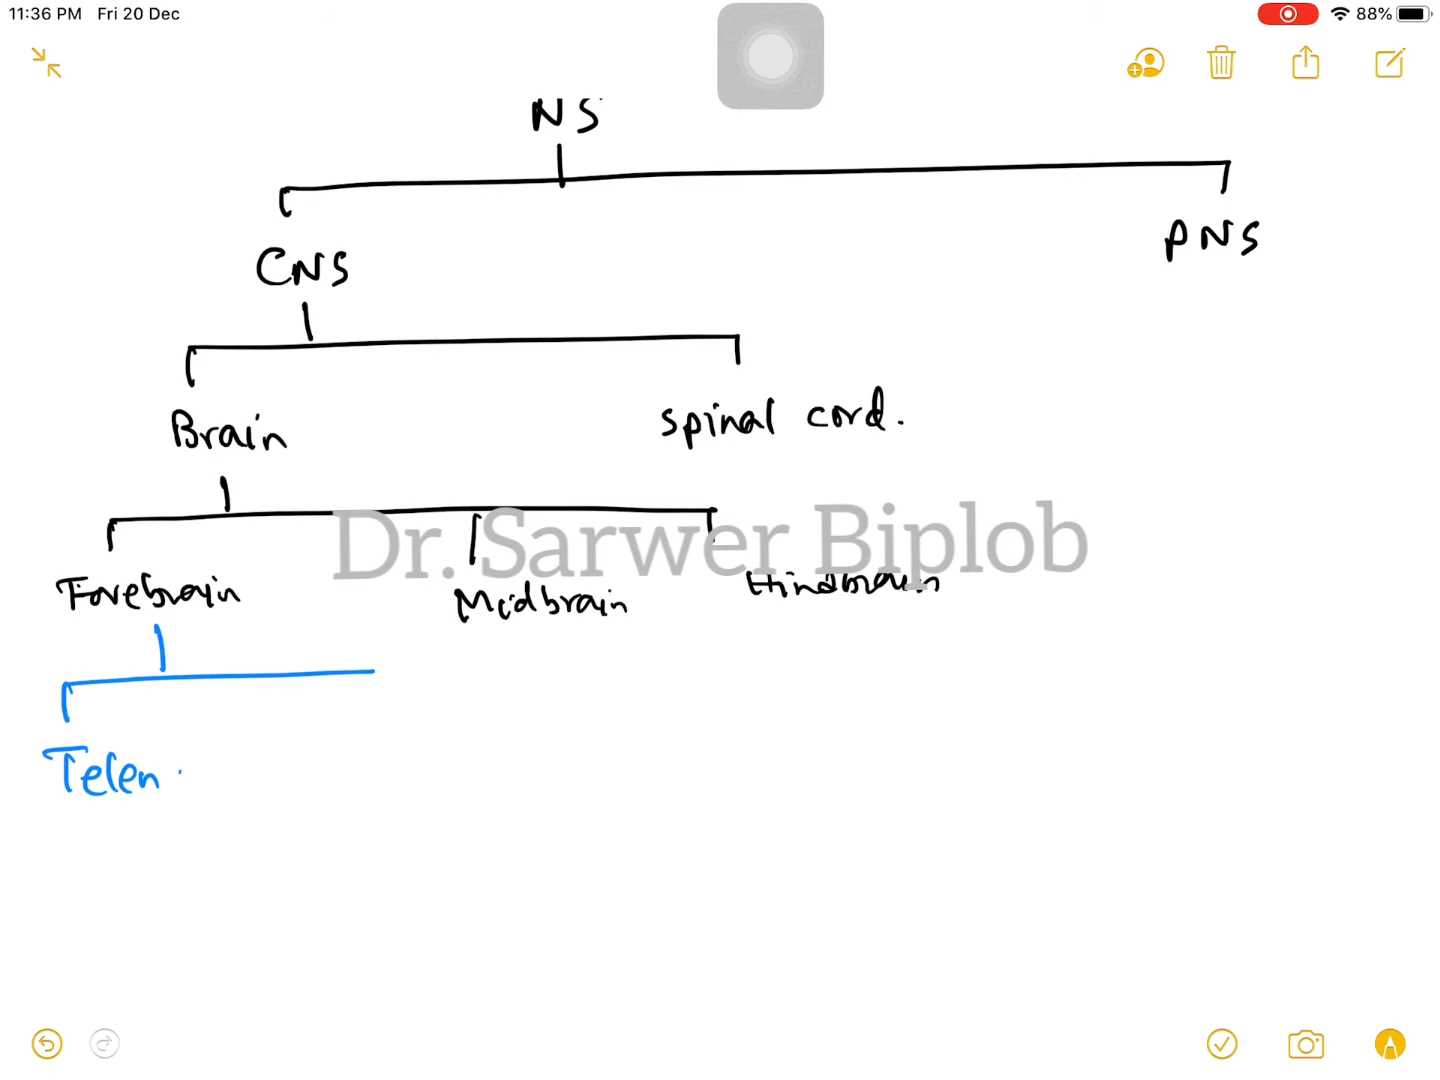 11:36 PM Fri 20 Dec 88%
NS
CNS PNS
Brain Spinal cord.
Dr. Sarwer Biplob
Forebrain Midbrain Hindbrain
Telen